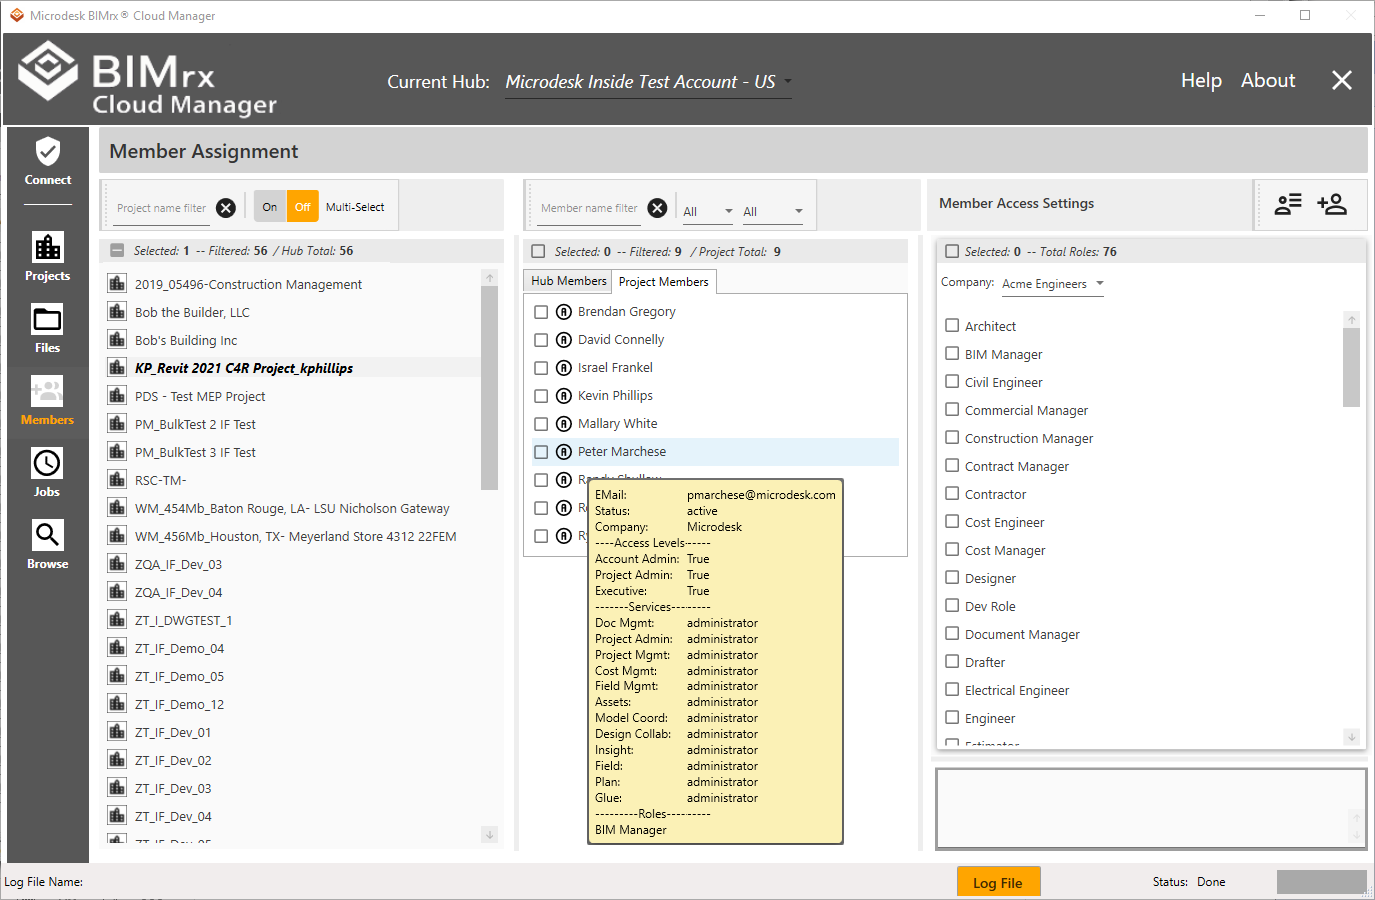 Microdesk BIMrx® Cloud Manager
BIMrx
Cloud Manager
Current Hub: Microdesk Inside Test Account - US
Help About
Connect
Projects
Files
Members
Jobs
Browse
Member Assignment
Project name filter
On Off Multi-Select
Selected: 1 -- Filtered: 56 / Hub Total: 56
2019_05496-Construction Management
Bob the Builder, LLC
Bob's Building Inc
KP_Revit 2021 C4R Project_kphillips
PDS - Test MEP Project
PM_BulkTest 2 IF Test
PM_BulkTest 3 IF Test
RSC-TM-
WM_454Mb_Baton Rouge, LA- LSU Nicholson Gateway
WM_456Mb_Houston, TX- Meyerland Store 4312 22FEM
ZQA_IF_Dev_03
ZQA_IF_Dev_04
ZT_I_DWGTEST_1
ZT_IF_Demo_04
ZT_IF_Demo_05
ZT_IF_Demo_12
ZT_IF_Dev_01
ZT_IF_Dev_02
ZT_IF_Dev_03
ZT_IF_Dev_04
Member name filter
All All
Selected: 0 -- Filtered: 9 / Project Total: 9
Hub Members Project Members
Brendan Gregory
David Connelly
Israel Frankel
Kevin Phillips
Mallary White
Peter Marchese
EMail: pmarchese@microdesk.com
Status: active
Company: Microdesk
----Access Levels------
Account Admin: True
Project Admin: True
Executive: True
-------Services---------
Doc Mgmt: administrator
Project Admin: administrator
Project Mgmt: administrator
Cost Mgmt: administrator
Field Mgmt: administrator
Assets: administrator
Model Coord: administrator
Design Collab: administrator
Insight: administrator
Field: administrator
Plan: administrator
Glue: administrator
---------Roles----------
BIM Manager
Member Access Settings
Selected: 0 -- Total Roles: 76
Company: Acme Engineers
Architect
BIM Manager
Civil Engineer
Commercial Manager
Construction Manager
Contract Manager
Contractor
Cost Engineer
Cost Manager
Designer
Dev Role
Document Manager
Drafter
Electrical Engineer
Engineer
Log File Name:
Log File
Status: Done